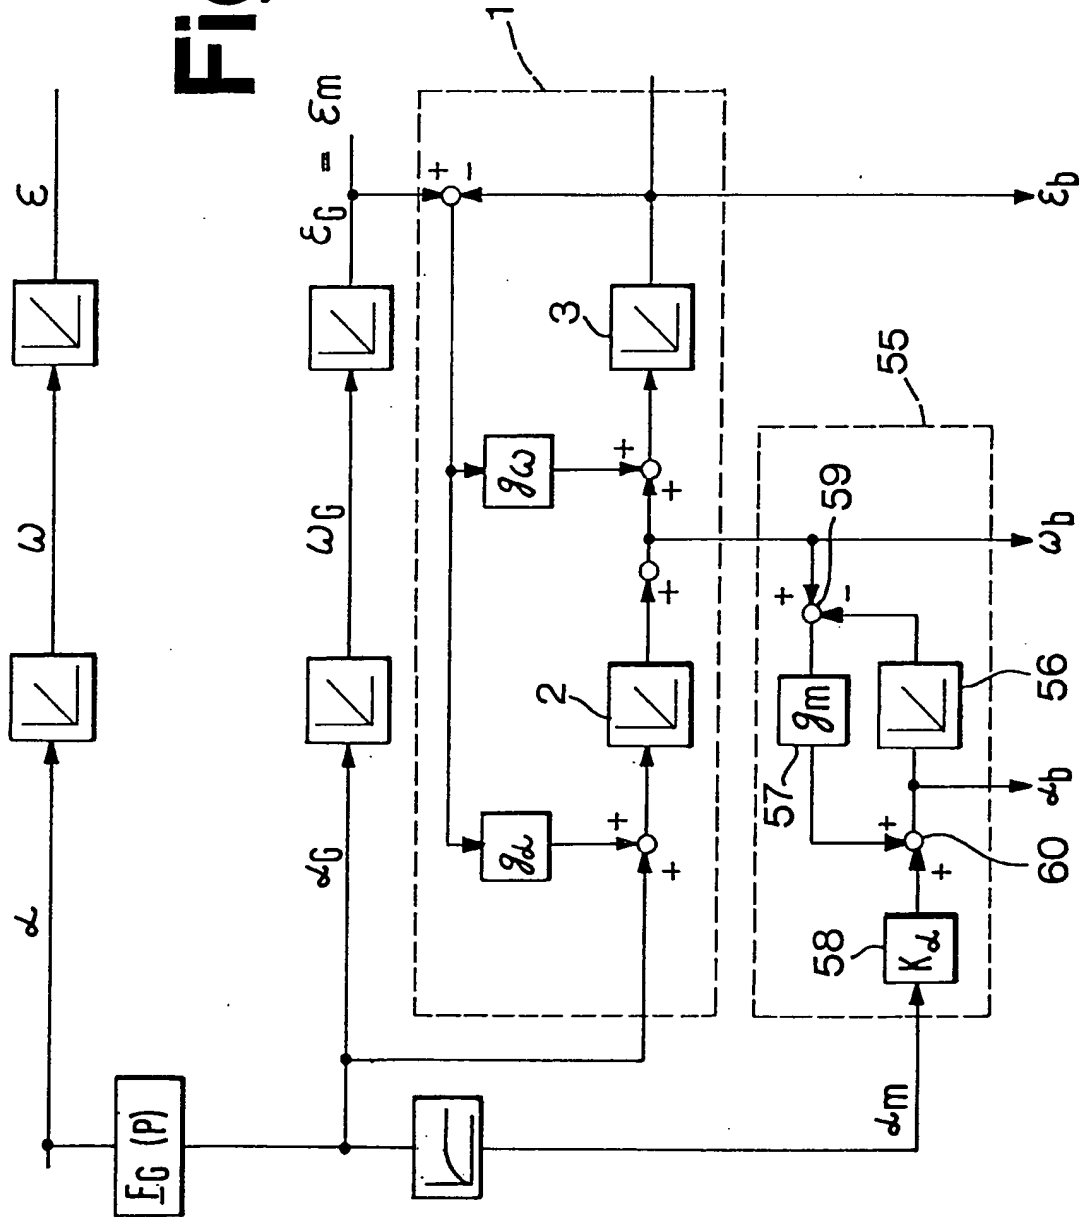 Fig
α
ω
ε
F_G (P)
α_G
ω_G
ε_G = ε_m
1
+
-
g_α
g_ω
+
+
+
+
+
2
3
55
α_m
58
K_α
57
g_m
59
+
-
+
+
60
56
α_b
ω_b
ε_b